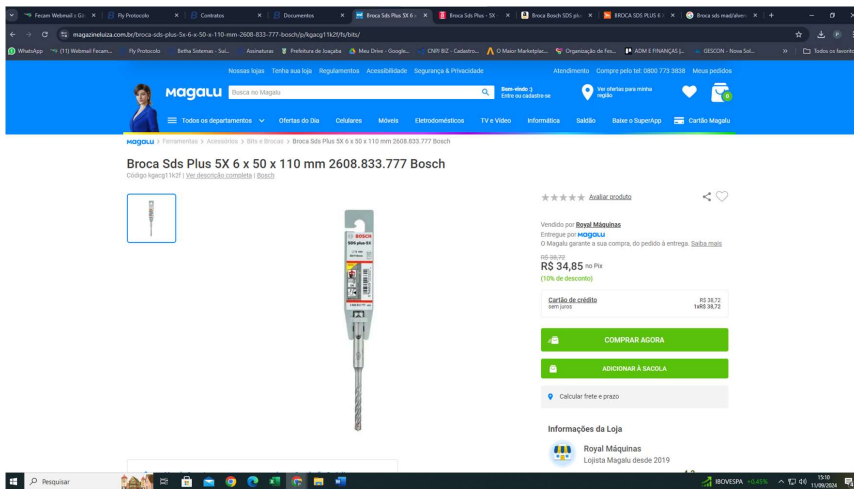 Fecam Webmail :: Gi
Fly Protocolo
Contratos
Documentos
Broca Sds Plus 5X 6
Broca Sds Plus - 5X
Broca Bosch SDS plu
BROCA SDS PLUS 6
Broca sds mad/alven
magazineluiza.com.br/broca-sds-plus-5x-6-x-50-x-110-mm-2608-833-777-bosch/p/kgacg11k2f/fs/bits/
WhatsApp
(11) Webmail Fecam...
Fly Protocolo
Betha Sistemas - Sui...
Assinaturas
Prefeitura de Joaçaba
Meu Drive - Google...
CNPJ BIZ - Cadastro...
O Maior Marketplac...
Organização de Fes...
ADM E FINANÇAS |...
GESCON - Nova Sol...
Todos os favoritos
Nossas lojas Tenha sua loja Regulamentos Acessibilidade Segurança & Privacidade
Atendimento Compre pelo tel: 0800 773 3838 Meus pedidos
Magalu
Busca no Magalu
Bem-vindo :)
Entre ou cadastre-se
Ver ofertas para minha
região
0
Todos os departamentos Ofertas do Dia Celulares Móveis Eletrodomésticos TV e Vídeo Informática Saldão Baixe o SuperApp Cartão Magalu
Magalu > Ferramentas > Acessórios > Bits e Brocas > Broca Sds Plus 5X 6 x 50 x 110 mm 2608.833.777 Bosch
Broca Sds Plus 5X 6 x 50 x 110 mm 2608.833.777 Bosch
Código kgacg11k2f | Ver descrição completa | Bosch
BOSCH
SDS plus-5X
Avaliar produto
Vendido por Royal Máquinas
Entregue por Magalu
O Magalu garante a sua compra, do pedido à entrega. Saiba mais
R$ 38,72
R$ 34,85 no Pix
(10% de desconto)
Cartão de crédito
sem juros
R$ 38,72
1xR$ 38,72
COMPRAR AGORA
ADICIONAR À SACOLA
Calcular frete e prazo
Informações da Loja
Royal Máquinas
Lojista Magalu desde 2019
Pesquisar
IBOVESPA +0.45%
15:10
11/09/2024